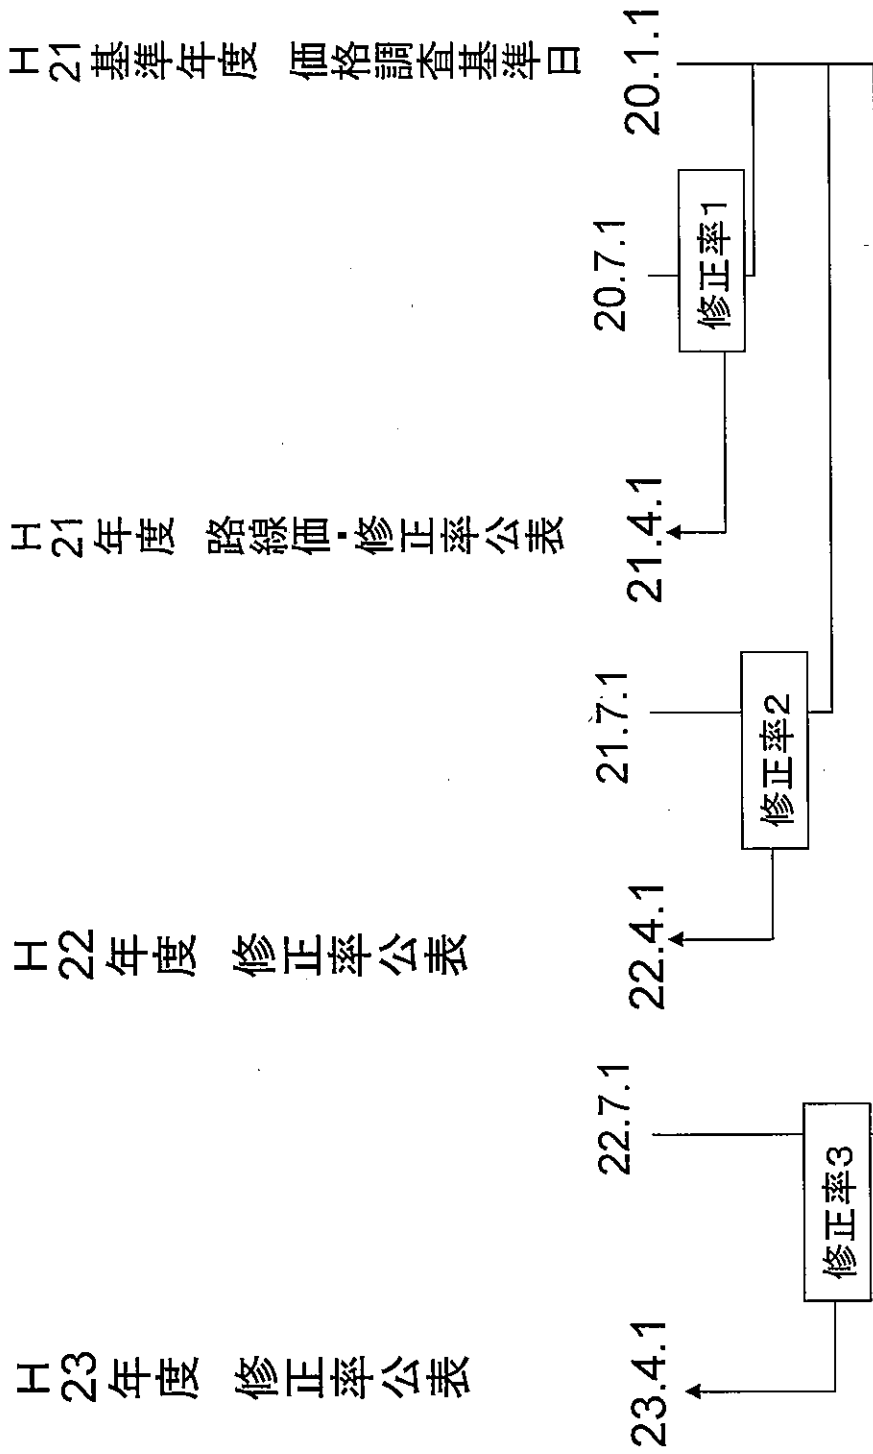 H21基準年度 価格調査基準日
20.1.1
20.7.1
修正率1
H21年度 路線価・修正率公表
21.4.1
21.7.1
修正率2
H22年度 修正率公表
22.4.1
22.7.1
修正率3
H23年度 修正率公表
23.4.1